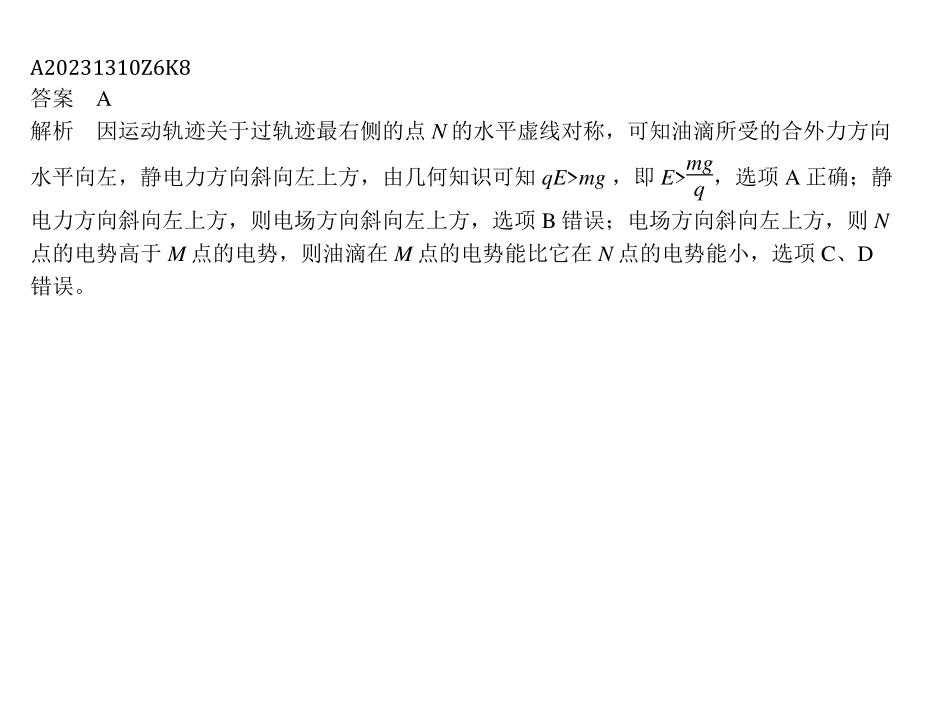 A20231310Z6K8
答案 A
解析 因运动轨迹关于过轨迹最右侧的点 N 的水平虚线对称，可知油滴所受的合外力方向
水平向左，静电力方向斜向左上方，由几何知识可知 qE>mg ，即 E>mg/q，选项 A 正确；静
电力方向斜向左上方，则电场方向斜向左上方，选项 B 错误；电场方向斜向左上方，则 N
点的电势高于 M 点的电势，则油滴在 M 点的电势能比它在 N 点的电势能小，选项 C、D
错误。